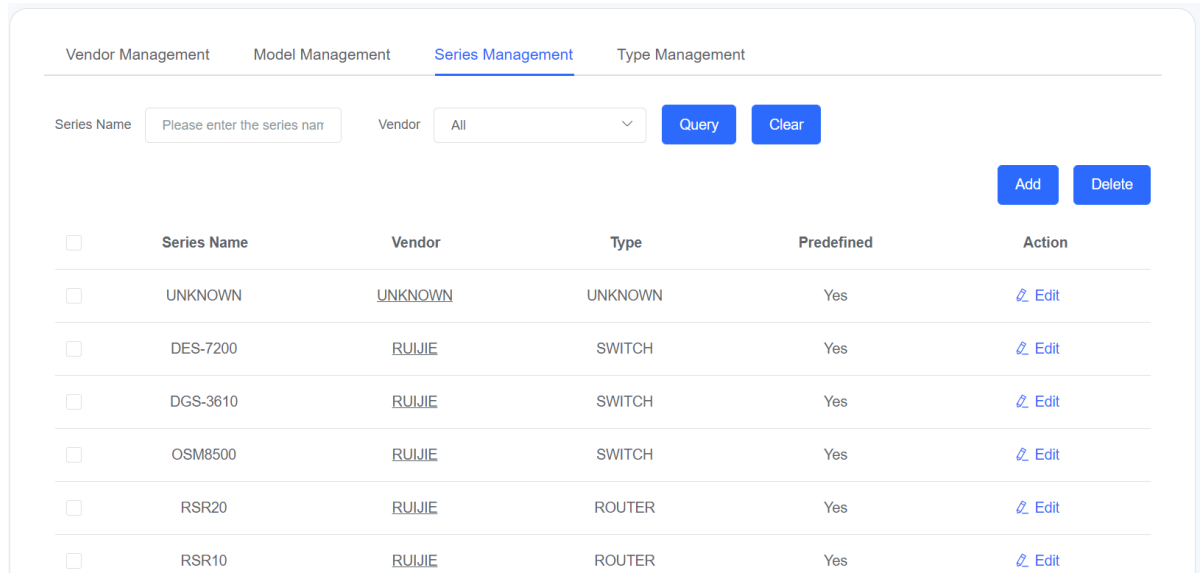 Vendor Management Model Management Series Management Type Management
Series Name Please enter the series nam Vendor All Query Clear
Add Delete
Series Name Vendor Type Predefined Action
UNKNOWN UNKNOWN UNKNOWN Yes Edit
DES-7200 RUIJIE SWITCH Yes Edit
DGS-3610 RUIJIE SWITCH Yes Edit
OSM8500 RUIJIE SWITCH Yes Edit
RSR20 RUIJIE ROUTER Yes Edit
RSR10 RUIJIE ROUTER Yes Edit